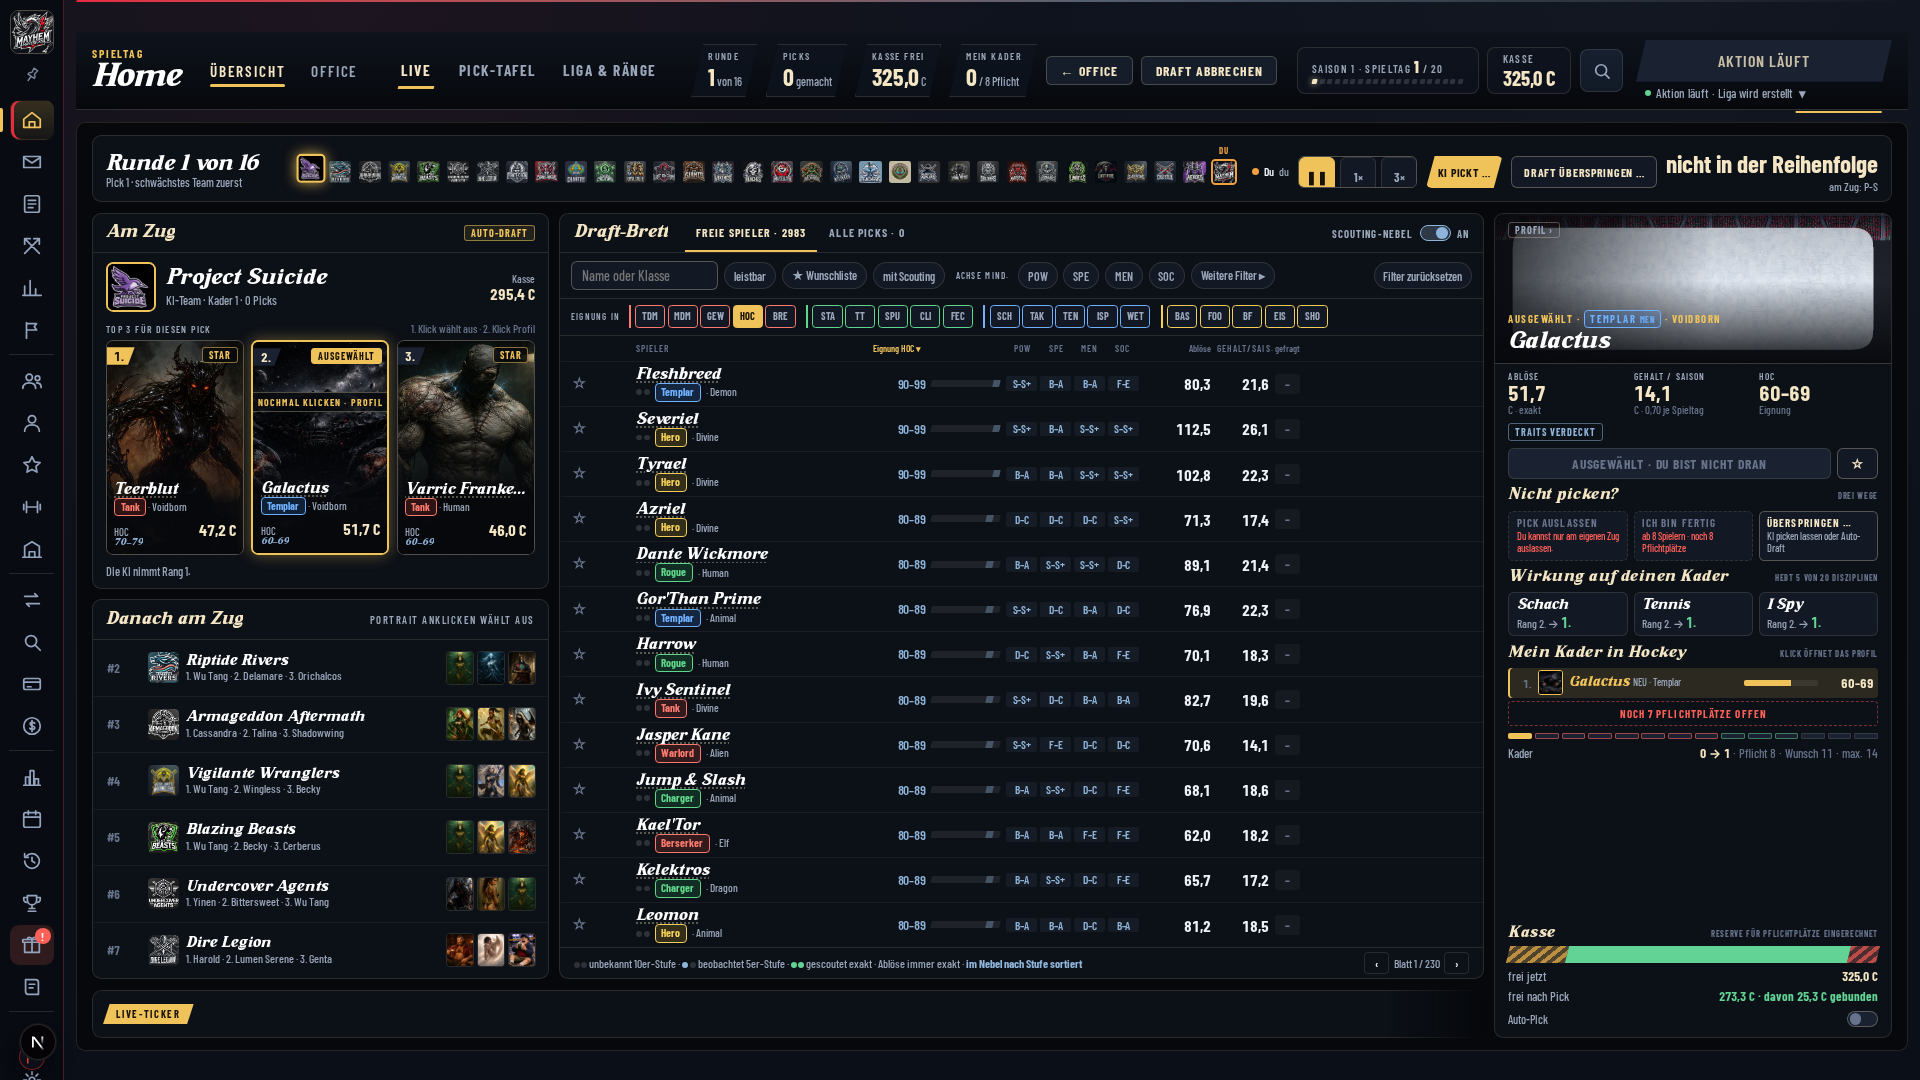 SPIELTAG
Home
ÜBERSICHT
OFFICE
LIVE
PICK-TAFEL
LIGA & RÄNGE
RUNDE
1 von 16
PICKS
0 gemacht
KASSE FREI
325,0 C
MEIN KADER
0 / 8 Pflicht
← OFFICE
DRAFT ABBRECHEN
SAISON 1 · SPIELTAG 1 / 20
KASSE
325,0 C
AKTION LÄUFT
Aktion läuft · Liga wird erstellt ▼
Runde 1 von 16
Pick 1 · schwächstes Team zuerst
DU
Du du
1×
3×
KI PICKT ...
DRAFT ÜBERSPRINGEN ...
nicht in der Reihenfolge
am Zug: P-S
Am Zug
AUTO-DRAFT
Project Suicide
KI-Team · Kader 1 · 0 Picks
Kasse
295,4 C
TOP 3 FÜR DIESEN PICK
1. Klick wählt aus · 2. Klick Profil
1.
STAR
Teerblut
Tank · Voidborn
HOC
70–79
47,2 C
2.
AUSGEWÄHLT
NOCHMAL KLICKEN · PROFIL
Galactus
Templar · Voidborn
HOC
60–69
51,7 C
3.
STAR
Varric Franke...
Tank · Human
HOC
60–69
46,0 C
Die KI nimmt Rang 1.
Danach am Zug
PORTRAIT ANKLICKEN WÄHLT AUS
#2
Riptide Rivers
1. Wu Tang · 2. Delamare · 3. Orichalcos
#3
Armageddon Aftermath
1. Cassandra · 2. Talina · 3. Shadowwing
#4
Vigilante Wranglers
1. Wu Tang · 2. Wingless · 3. Becky
#5
Blazing Beasts
1. Wu Tang · 2. Becky · 3. Cerberus
#6
Undercover Agents
1. Yinen · 2. Bittersweet · 3. Wu Tang
#7
Dire Legion
1. Harold · 2. Lumen Serene · 3. Genta
LIVE-TICKER
Draft-Brett
FREIE SPIELER · 2983
ALLE PICKS · 0
SCOUTING-NEBEL
AN
Name oder Klasse
leistbar
★ Wunschliste
mit Scouting
ACHSE MIND.
POW
SPE
MEN
SOC
Weitere Filter ▸
Filter zurücksetzen
EIGNUNG IN
TDM
MDM
GEW
HOC
BRE
STA
TT
SPU
CLI
FEC
SCH
TAK
TEN
ISP
WET
BAS
FOO
BF
EIS
SHO
SPIELER
Eignung HOC ▾
POW
SPE
MEN
SOC
Ablöse
GEHALT/SAIS.
gefragt
Fleshbreed
Templar · Demon
90–99 S–S+ B–A B–A F–E 80,3 21,6 –
Severiel
Hero · Divine
90–99 S–S+ B–A S–S+ S–S+ 112,5 26,1 –
Tyrael
Hero · Divine
90–99 B–A B–A S–S+ S–S+ 102,8 22,3 –
Azriel
Hero · Divine
80–89 D–C D–C D–C S–S+ 71,3 17,4 –
Dante Wickmore
Rogue · Human
80–89 B–A S–S+ S–S+ D–C 89,1 21,4 –
Gor'Than Prime
Templar · Animal
80–89 S–S+ D–C B–A D–C 76,9 22,3 –
Harrow
Rogue · Human
80–89 D–C S–S+ B–A F–E 70,1 18,3 –
Ivy Sentinel
Tank · Divine
80–89 S–S+ D–C B–A B–A 82,7 19,6 –
Jasper Kane
Warlord · Alien
80–89 S–S+ F–E D–C D–C 70,6 14,1 –
Jump & Slash
Charger · Animal
80–89 B–A S–S+ D–C F–E 68,1 18,6 –
Kael'Tor
Berserker · Elf
80–89 B–A B–A F–E F–E 62,0 18,2 –
Kelektros
Charger · Dragon
80–89 B–A S–S+ D–C F–E 65,7 17,2 –
Leomon
Hero · Animal
80–89 B–A B–A D–C B–A 81,2 18,5 –
unbekannt 10er-Stufe · beobachtet 5er-Stufe · gescoutet exakt · Ablöse immer exakt · im Nebel nach Stufe sortiert
‹ Blatt 1 / 230 ›
PROFIL ›
AUSGEWÄHLT · TEMPLAR MEN · VOIDBORN
Galactus
ABLÖSE
51,7
C · exakt
GEHALT / SAISON
14,1
C · 0,70 je Spieltag
HOC
60–69
Eignung
TRAITS VERDECKT
AUSGEWÄHLT · DU BIST NICHT DRAN
Nicht picken?
DREI WEGE
PICK AUSLASSEN
Du kannst nur am eigenen Zug auslassen.
ICH BIN FERTIG
ab 8 Spielern · noch 8 Pflichtplätze
ÜBERSPRINGEN ...
KI picken lassen oder Auto-Draft
Wirkung auf deinen Kader
HEBT 5 VON 20 DISZIPLINEN
Schach
Rang 2. → 1.
Tennis
Rang 2. → 1.
I Spy
Rang 2. → 1.
Mein Kader in Hockey
KLICK ÖFFNET DAS PROFIL
1. Galactus NEU · Templar 60–69
NOCH 7 PFLICHTPLÄTZE OFFEN
Kader
0 → 1 · Pflicht 8 · Wunsch 11 · max. 14
Kasse
RESERVE FÜR PFLICHTPLÄTZE EINGERECHNET
frei jetzt
325,0 C
frei nach Pick
273,3 C · davon 25,3 C gebunden
Auto-Pick